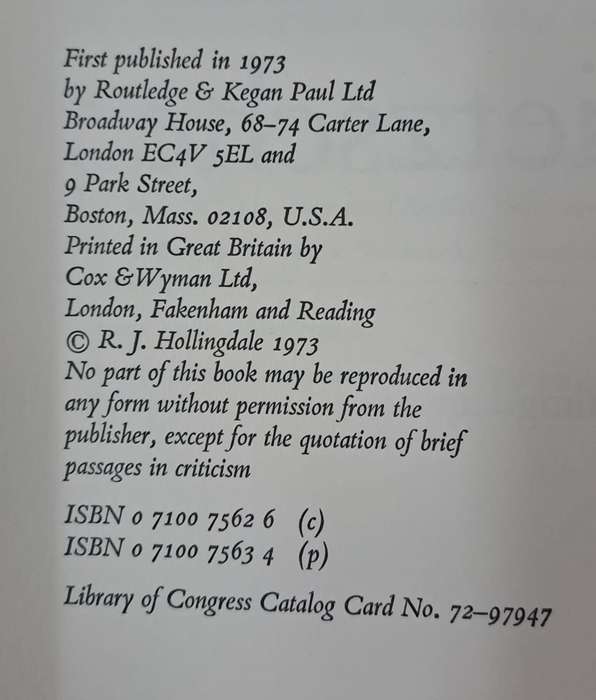 First published in 1973
by Routledge & Kegan Paul Ltd
Broadway House, 68–74 Carter Lane,
London EC4V 5EL and
9 Park Street,
Boston, Mass. 02108, U.S.A.
Printed in Great Britain by
Cox & Wyman Ltd,
London, Fakenham and Reading
© R. J. Hollingdale 1973
No part of this book may be reproduced in
any form without permission from the
publisher, except for the quotation of brief
passages in criticism
ISBN 0 7100 7562 6 (c)
ISBN 0 7100 7563 4 (p)
Library of Congress Catalog Card No. 72–97947